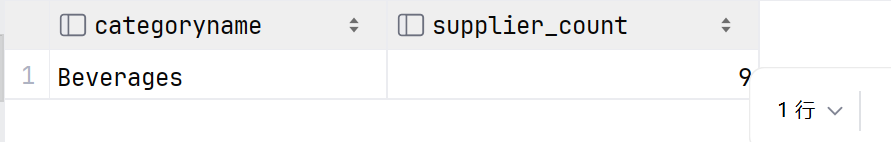 categoryname supplier_count
1 Beverages 9
1 行